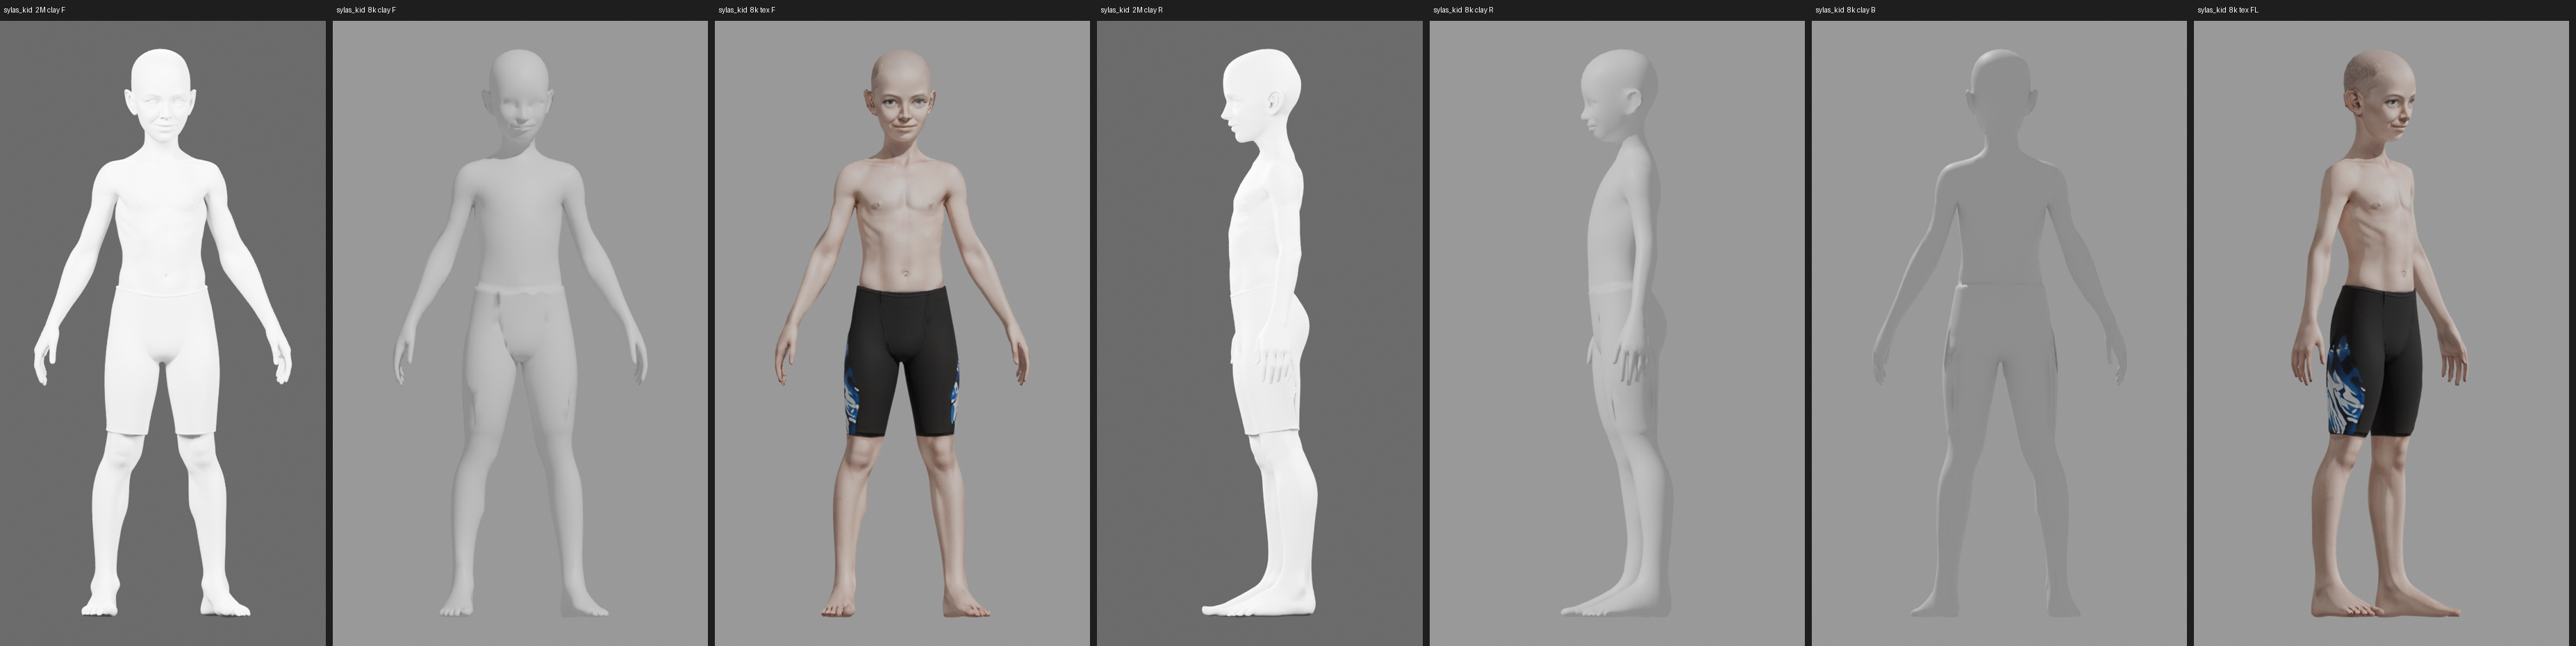 sylas_kid 2M clay F
sylas_kid 8k clay F
sylas_kid 8k tex F
sylas_kid 2M clay R
sylas_kid 8k clay R
sylas_kid 8k clay B
sylas_kid 8k tex FL